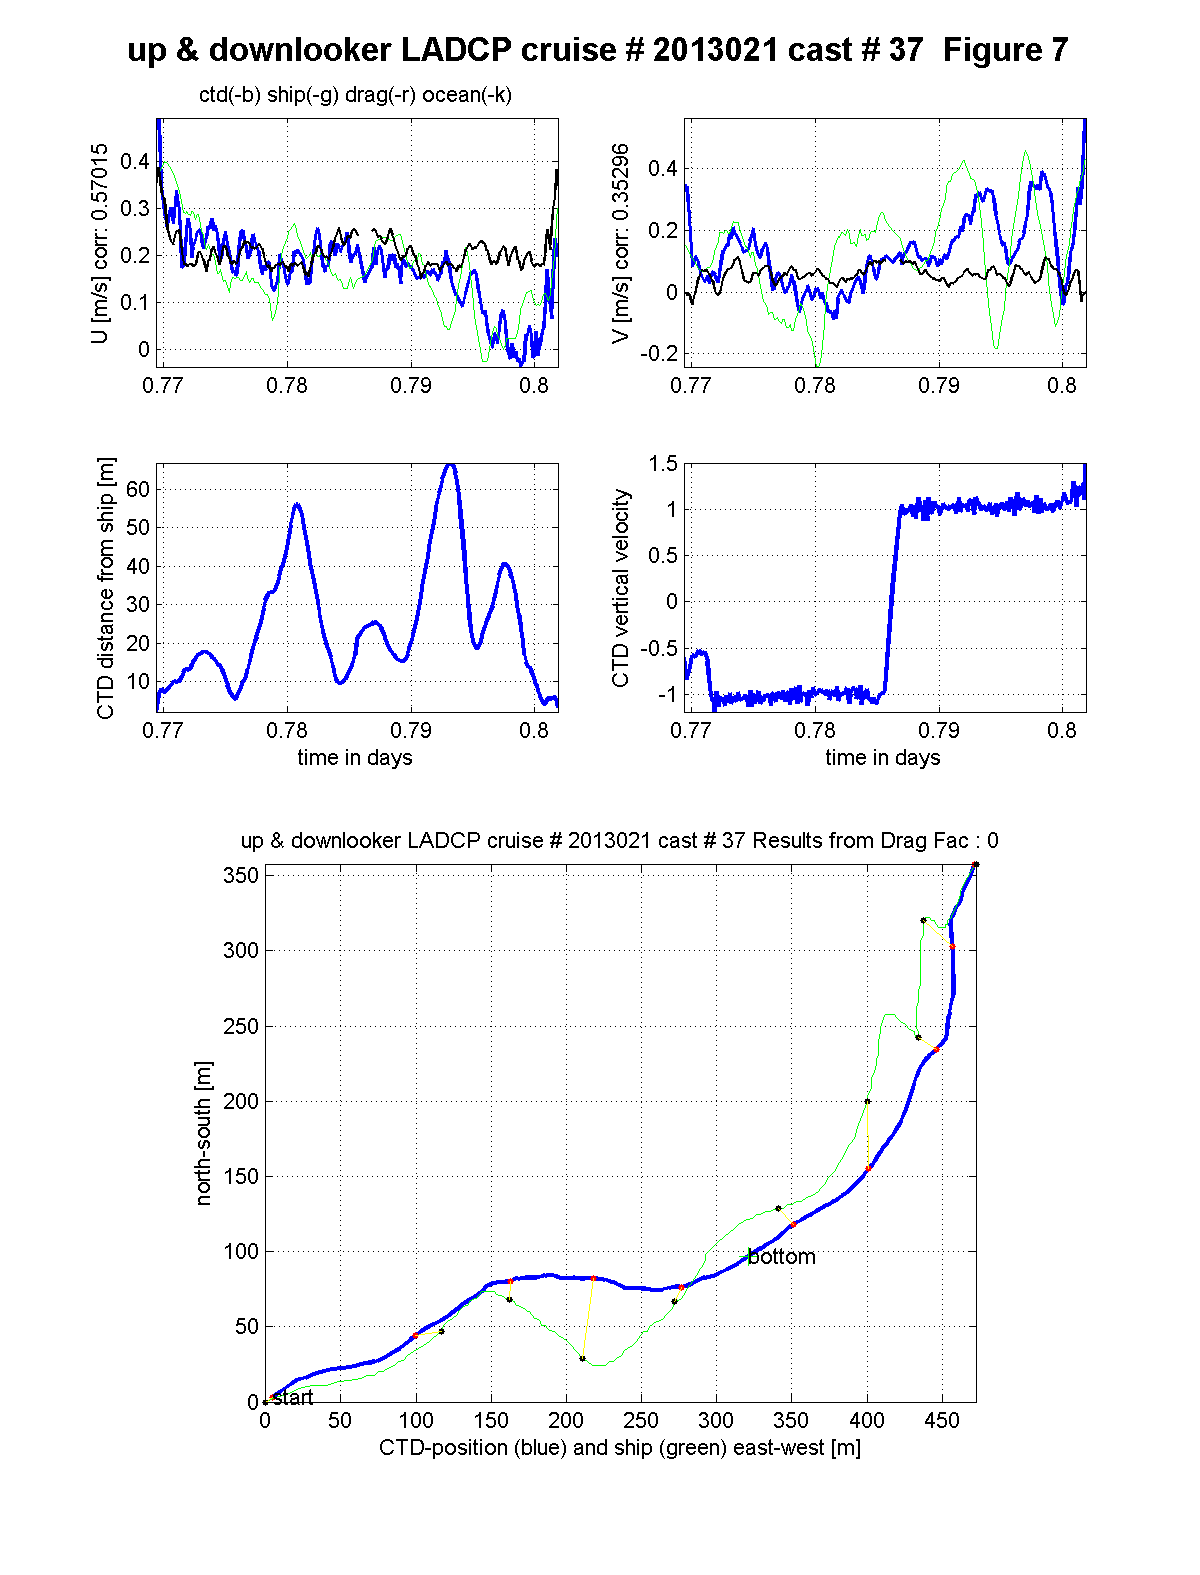 up & downlooker LADCP cruise # 2013021 cast # 37  Figure 7
ctd(-b) ship(-g) drag(-r) ocean(-k)
U [m/s] corr: 0.57015
0.4
0.3
0.2
0.1
0
0.77 0.78 0.79 0.8
V [m/s] corr: 0.35296
0.4
0.2
0
-0.2
0.77 0.78 0.79 0.8
CTD distance from ship [m]
60
50
40
30
20
10
0.77 0.78 0.79 0.8
time in days
CTD vertical velocity
1.5
1
0.5
0
-0.5
-1
0.77 0.78 0.79 0.8
time in days
up & downlooker LADCP cruise # 2013021 cast # 37 Results from Drag Fac : 0
north-south [m]
350
300
250
200
150
100
50
0
bottom
start
0 50 100 150 200 250 300 350 400 450
CTD-position (blue) and ship (green) east-west [m]